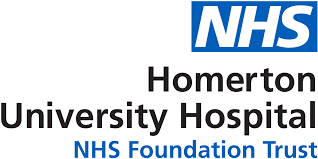 NHS
Homerton
University Hospital
NHS Foundation Trust